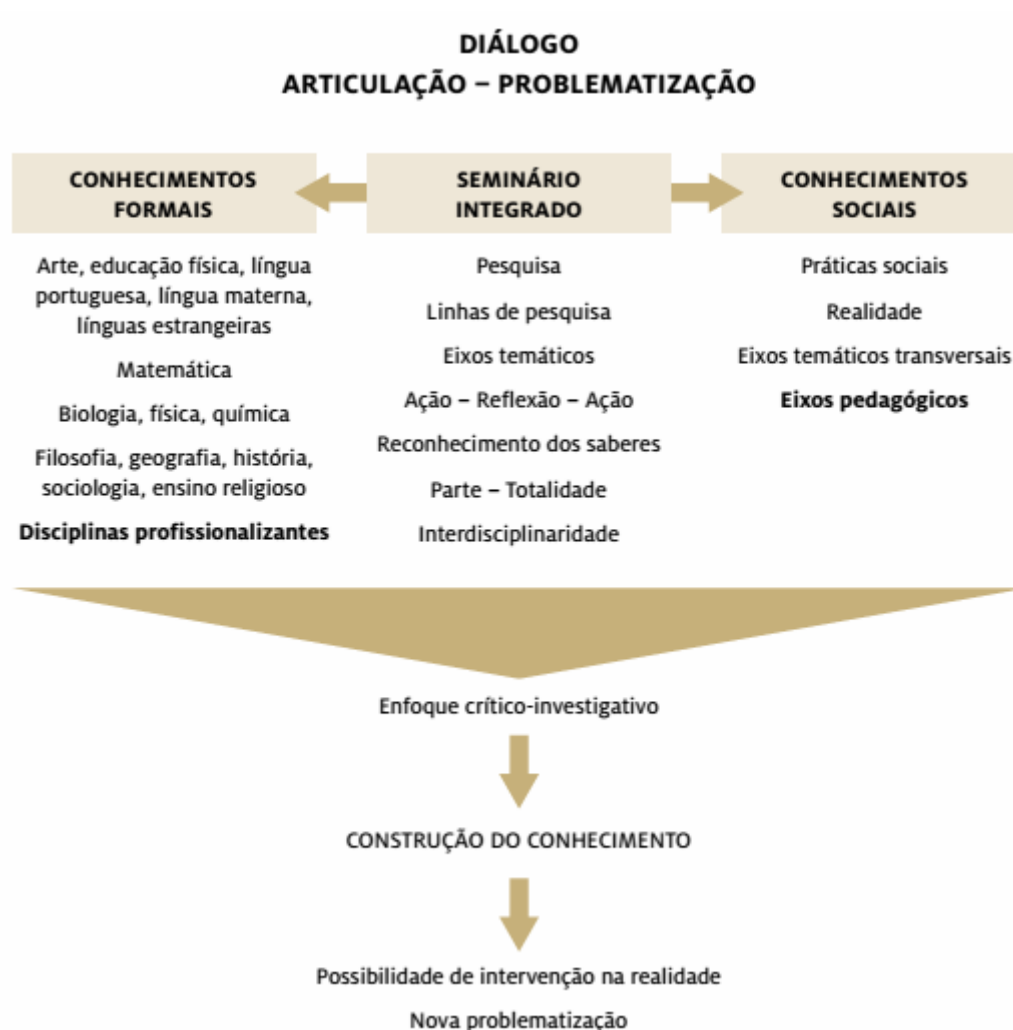 DIÁLOGO
ARTICULAÇÃO – PROBLEMATIZAÇÃO
CONHECIMENTOS
FORMAIS
Arte, educação física, língua
portuguesa, língua materna,
línguas estrangeiras
Matemática
Biologia, física, química
Filosofia, geografia, história,
sociologia, ensino religioso
Disciplinas profissionalizantes
SEMINÁRIO
INTEGRADO
Pesquisa
Linhas de pesquisa
Eixos temáticos
Ação – Reflexão – Ação
Reconhecimento dos saberes
Parte – Totalidade
Interdisciplinaridade
CONHECIMENTOS
SOCIAIS
Práticas sociais
Realidade
Eixos temáticos transversais
Eixos pedagógicos
Enfoque crítico-investigativo
CONSTRUÇÃO DO CONHECIMENTO
Possibilidade de intervenção na realidade
Nova problematização